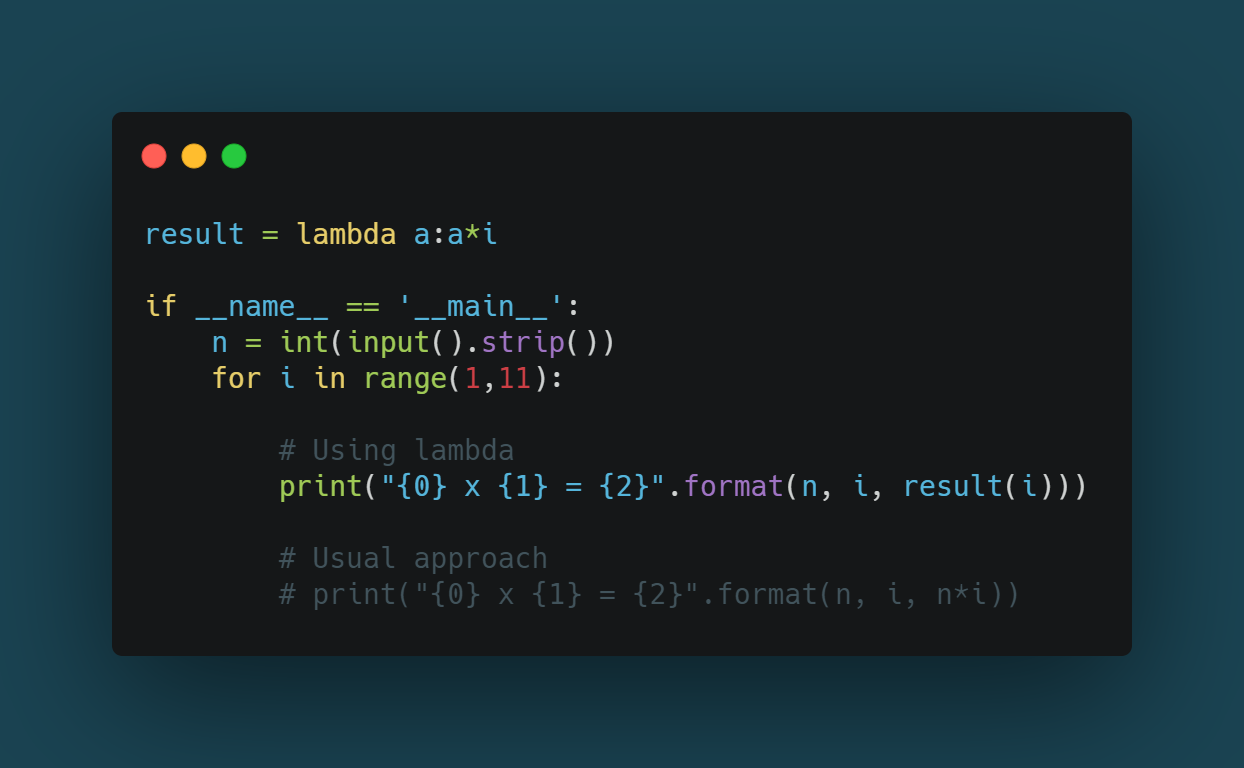 result = lambda a:a*i
if __name__ == '__main__':
    n = int(input().strip())
    for i in range(1,11):
        # Using lambda
        print("{0} x {1} = {2}".format(n, i, result(i)))
        # Usual approach
        # print("{0} x {1} = {2}".format(n, i, n*i))